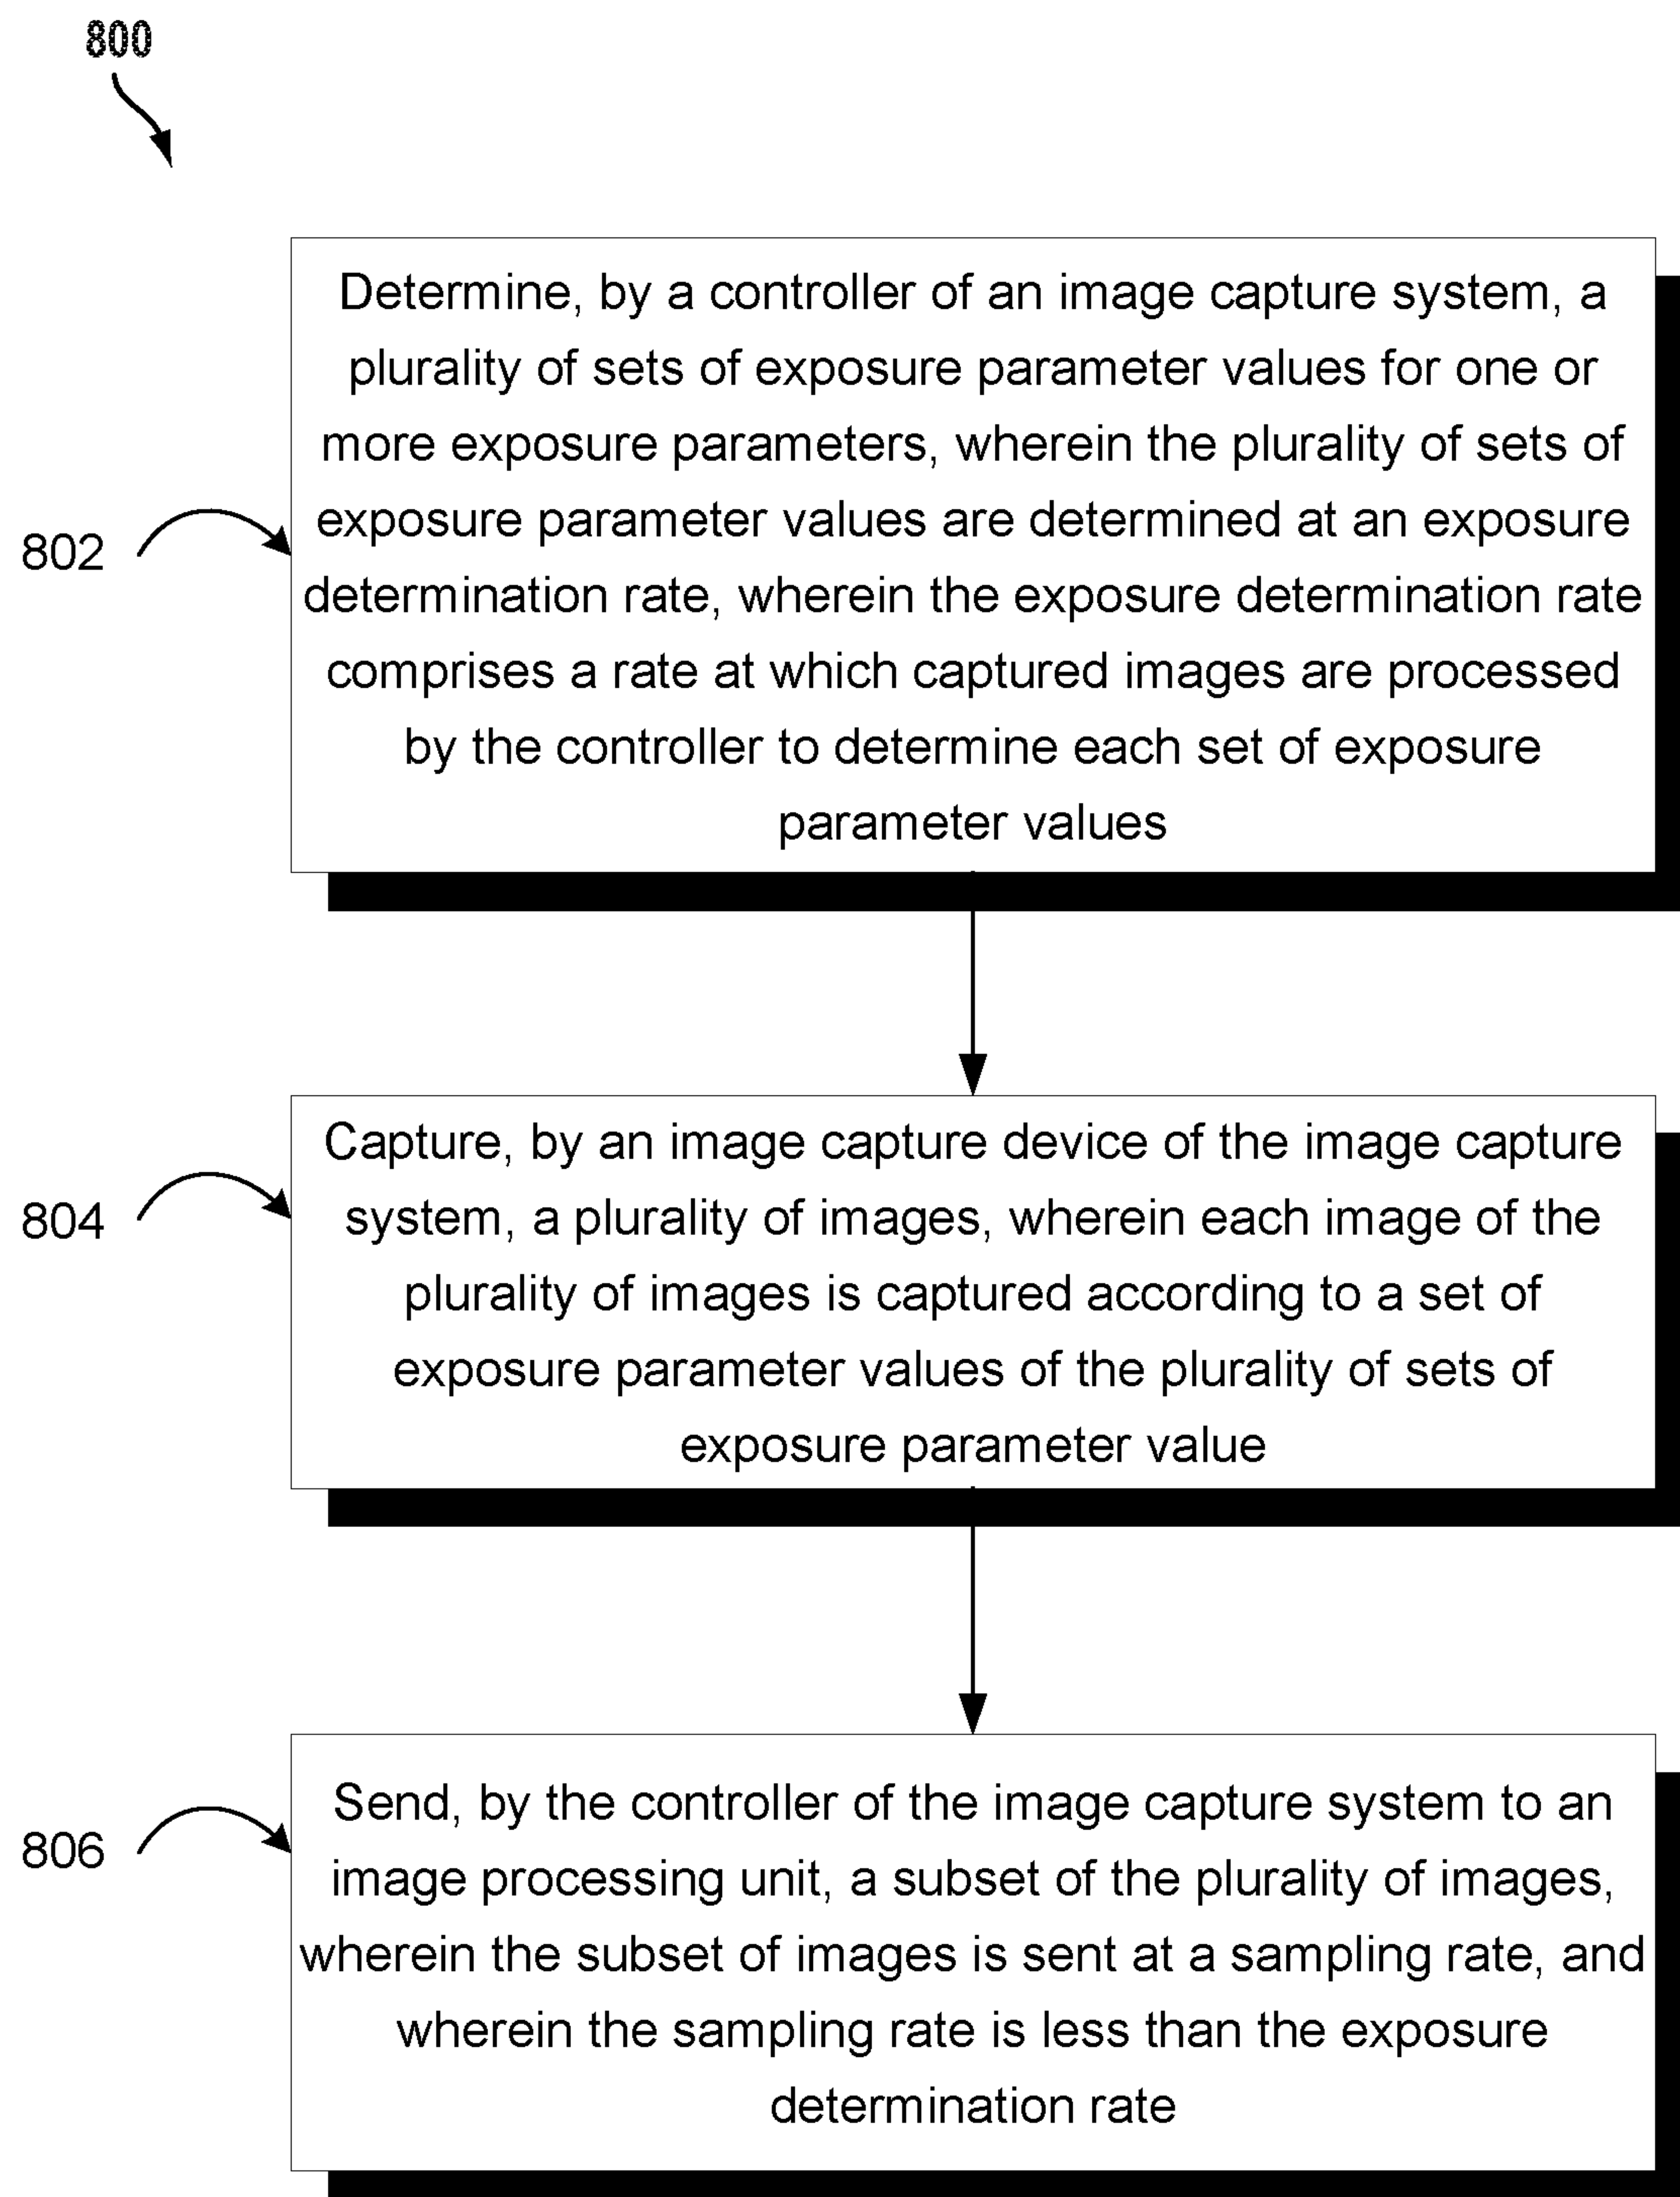 800
Determine, by a controller of an image capture system, a
plurality of sets of exposure parameter values for one or
more exposure parameters, wherein the plurality of sets of
exposure parameter values are determined at an exposure
determination rate, wherein the exposure determination rate
comprises a rate at which captured images are processed
by the controller to determine each set of exposure
parameter values
802
Capture, by an image capture device of the image capture
system, a plurality of images, wherein each image of the
plurality of images is captured according to a set of
exposure parameter values of the plurality of sets of
exposure parameter value
804
Send, by the controller of the image capture system to an
image processing unit, a subset of the plurality of images,
wherein the subset of images is sent at a sampling rate, and
wherein the sampling rate is less than the exposure
determination rate
806